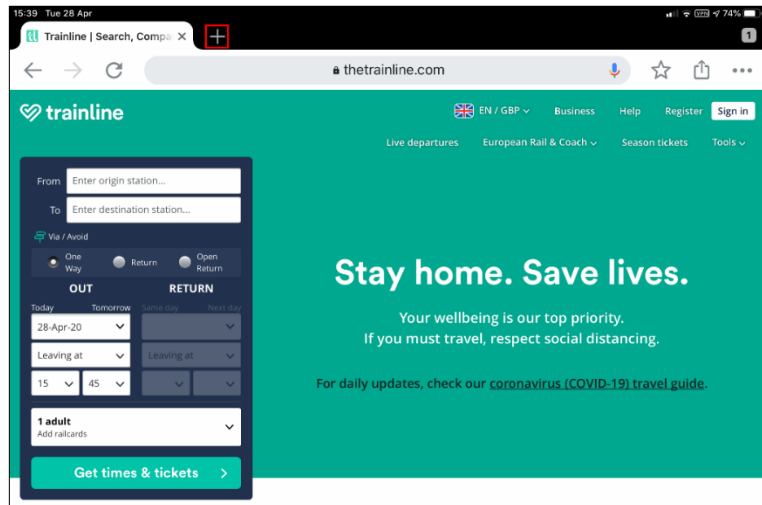 15:39 Tue 28 Apr
VPN 74%
Trainline | Search, Compa
1
thetrainline.com
trainline
EN / GBP Business Help Register Sign in
Live departures European Rail & Coach Season tickets Tools
From Enter origin station...
To Enter destination station...
Via / Avoid
One Way Return Open Return
OUT RETURN
Today Tomorrow Same day Next day
28-Apr-20
Leaving at Leaving at
15 45
1 adult
Add railcards
Get times & tickets
Stay home. Save lives.
Your wellbeing is our top priority.
If you must travel, respect social distancing.
For daily updates, check our coronavirus (COVID-19) travel guide.